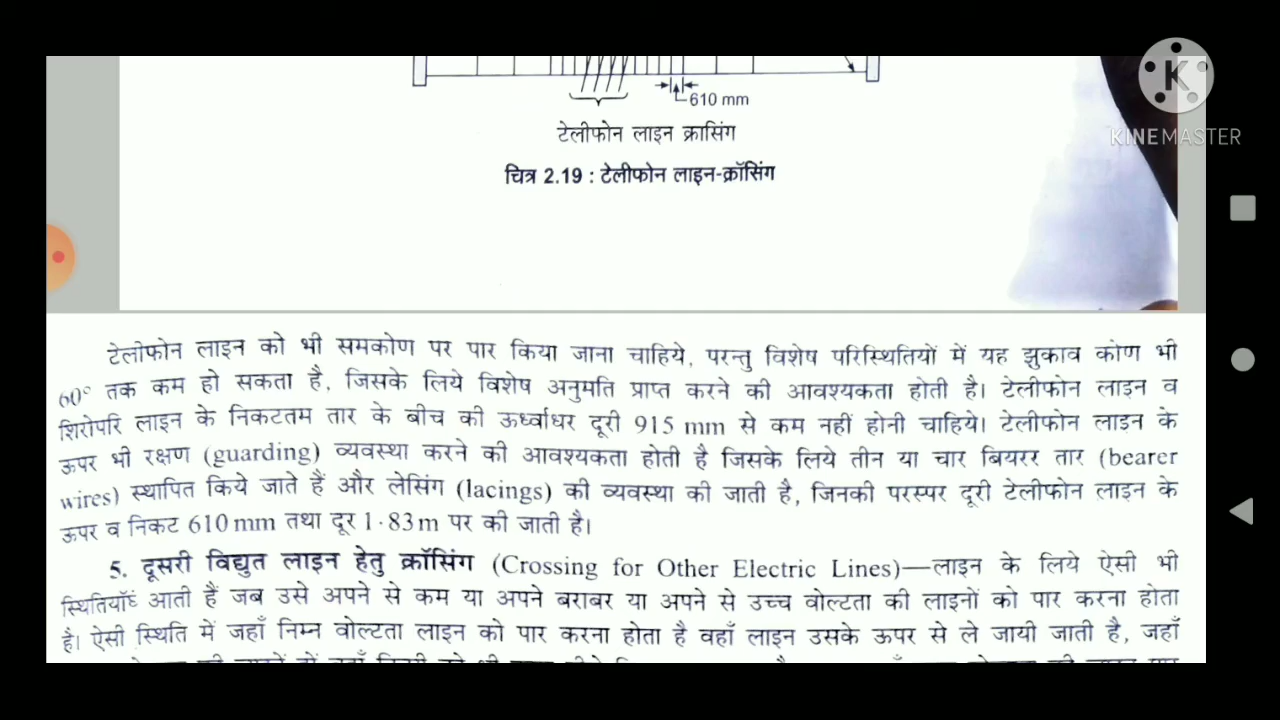 610 mm
टेलीफोन लाइन क्रासिंग
चित्र 2.19 : टेलीफोन लाइन-क्रॉसिंग
KINEMASTER
टेलीफोन लाइन को भी समकोण पर पार किया जाना चाहिये, परन्तु विशेष परिस्थितियों में यह झुकाव कोण भी
60° तक कम हो सकता है, जिसके लिये विशेष अनुमति प्राप्त करने की आवश्यकता होती है। टेलीफोन लाइन व
शिरोपरि लाइन के निकटतम तार के बीच की ऊर्ध्वाधर दूरी 915 mm से कम नहीं होनी चाहिये। टेलीफोन लाइन के
ऊपर भी रक्षण (guarding) व्यवस्था करने की आवश्यकता होती है जिसके लिये तीन या चार बियरर तार (bearer
wires) स्थापित किये जाते हैं और लेसिंग (lacings) की व्यवस्था की जाती है, जिनकी परस्पर दूरी टेलीफोन लाइन के
ऊपर व निकट 610 mm तथा दूर 1·83 m पर की जाती है।
5. दूसरी विद्युत लाइन हेतु क्रॉसिंग (Crossing for Other Electric Lines)—लाइन के लिये ऐसी भी
आती हैं जब उसे अपने से कम या अपने बराबर या अपने से उच्च वोल्टता की लाइनों को पार करना होता
है। ऐसी स्थिति में जहाँ निम्न वोल्टता लाइन को पार करना होता है वहाँ लाइन उसके ऊपर से ले जायी जाती है, जहाँ